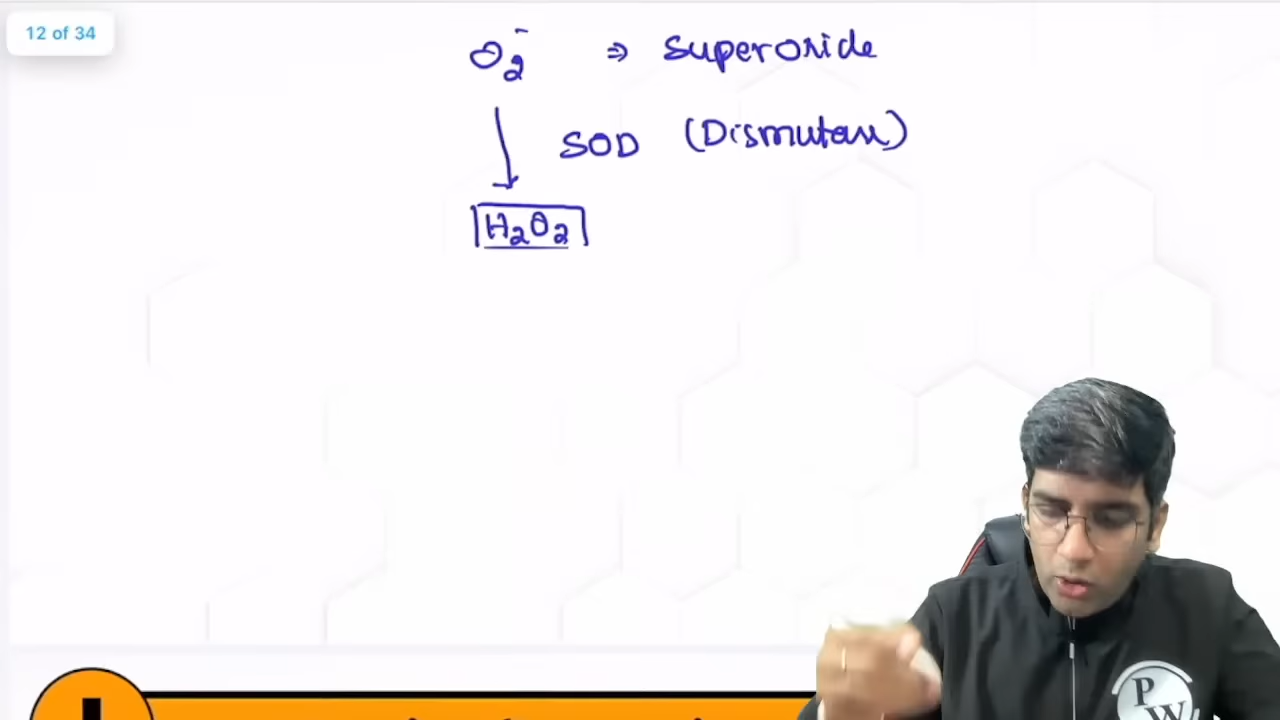 12 of 34
O₂⁻ ⇒ Superoxide
SOD (Dismutase)
H₂O₂
P
W